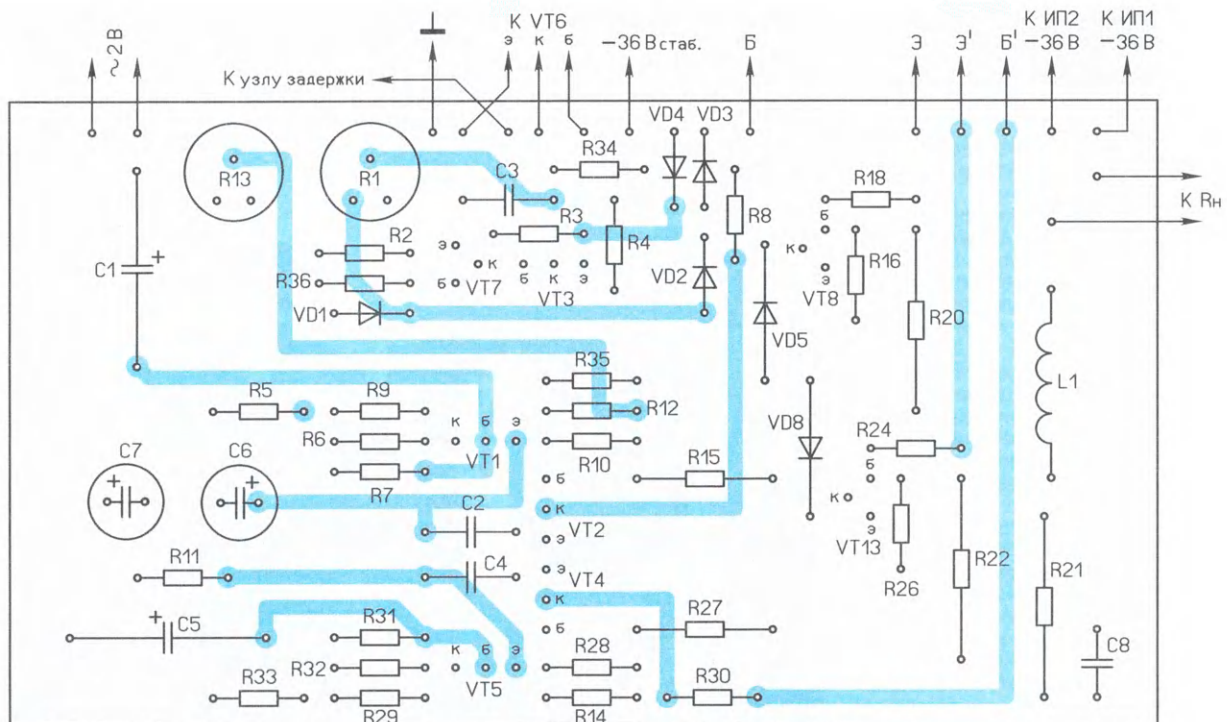 ~2В
К VT6
э к б
−36 В стаб.
Б
Э
Э'
Б'
К ИП2
−36 В
К ИП1
−36 В
К узлу задержки
VD4
VD3
R34
R13
R1
C3
R18
К Rн
R3
R8
б
R2
э
R4
к
C1
+
к
б
к
э
VD2
R16
э
R36
б
VT7
VT3
VT8
VD1
R20
VD5
R35
L1
R5
R9
R12
VD8
к
б
э
R6
R24
C7
C6
VT1
R10
б
R15
б
+
+
R7
к
к
C2
VT2
э
э
VT13
R11
C4
э
VT4
R22
R21
R26
к
+
C5
R31
R27
б
к
б
э
C8
R32
R28
R33
VT5
R30
R29
R14